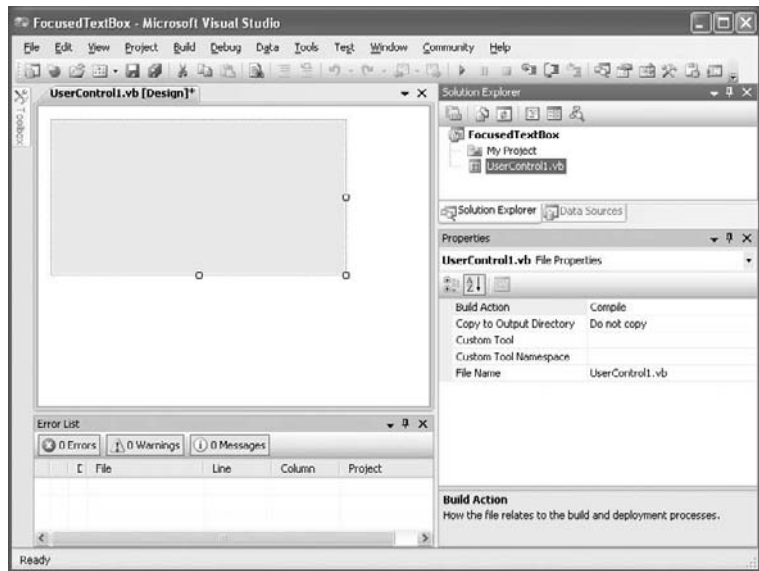 FocusedTextBox - Microsoft Visual Studio
File Edit View Project Build Debug Data Tools Test Window Community Help
Toolbox
UserControl1.vb [Design]*
Solution Explorer
FocusedTextBox
My Project
UserControl1.vb
Solution Explorer Data Sources
Properties
UserControl1.vb File Properties
Build Action Compile
Copy to Output Directory Do not copy
Custom Tool
Custom Tool Namespace
File Name UserControl1.vb
Build Action
How the file relates to the build and deployment processes.
Error List
0 Errors 0 Warnings 0 Messages
File Line Column Project
Ready